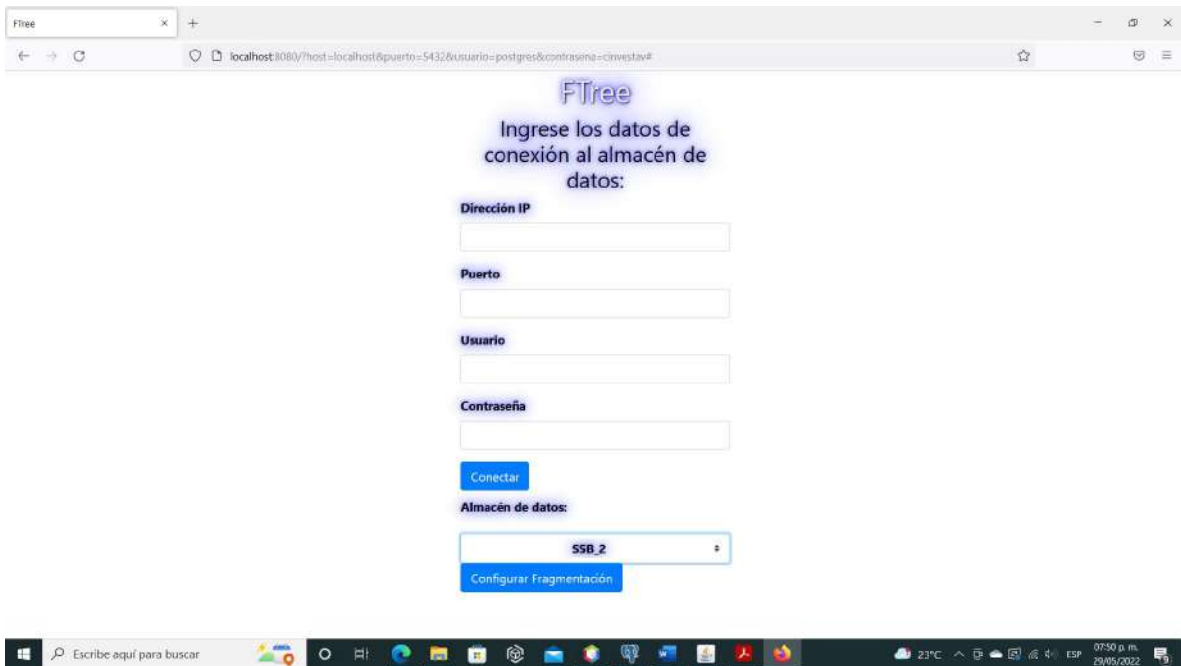 FTree
localhost:8080/?host=localhost&puerto=5432&usuario=postgres&contrasena=cinvestav#
FTree
Ingrese los datos de
conexión al almacén de
datos:
Dirección IP
Puerto
Usuario
Contraseña
Conectar
Almacén de datos:
SSB_2
Configurar Fragmentación
Escribe aquí para buscar
23°C
ESP
07:50 p. m.
29/05/2022